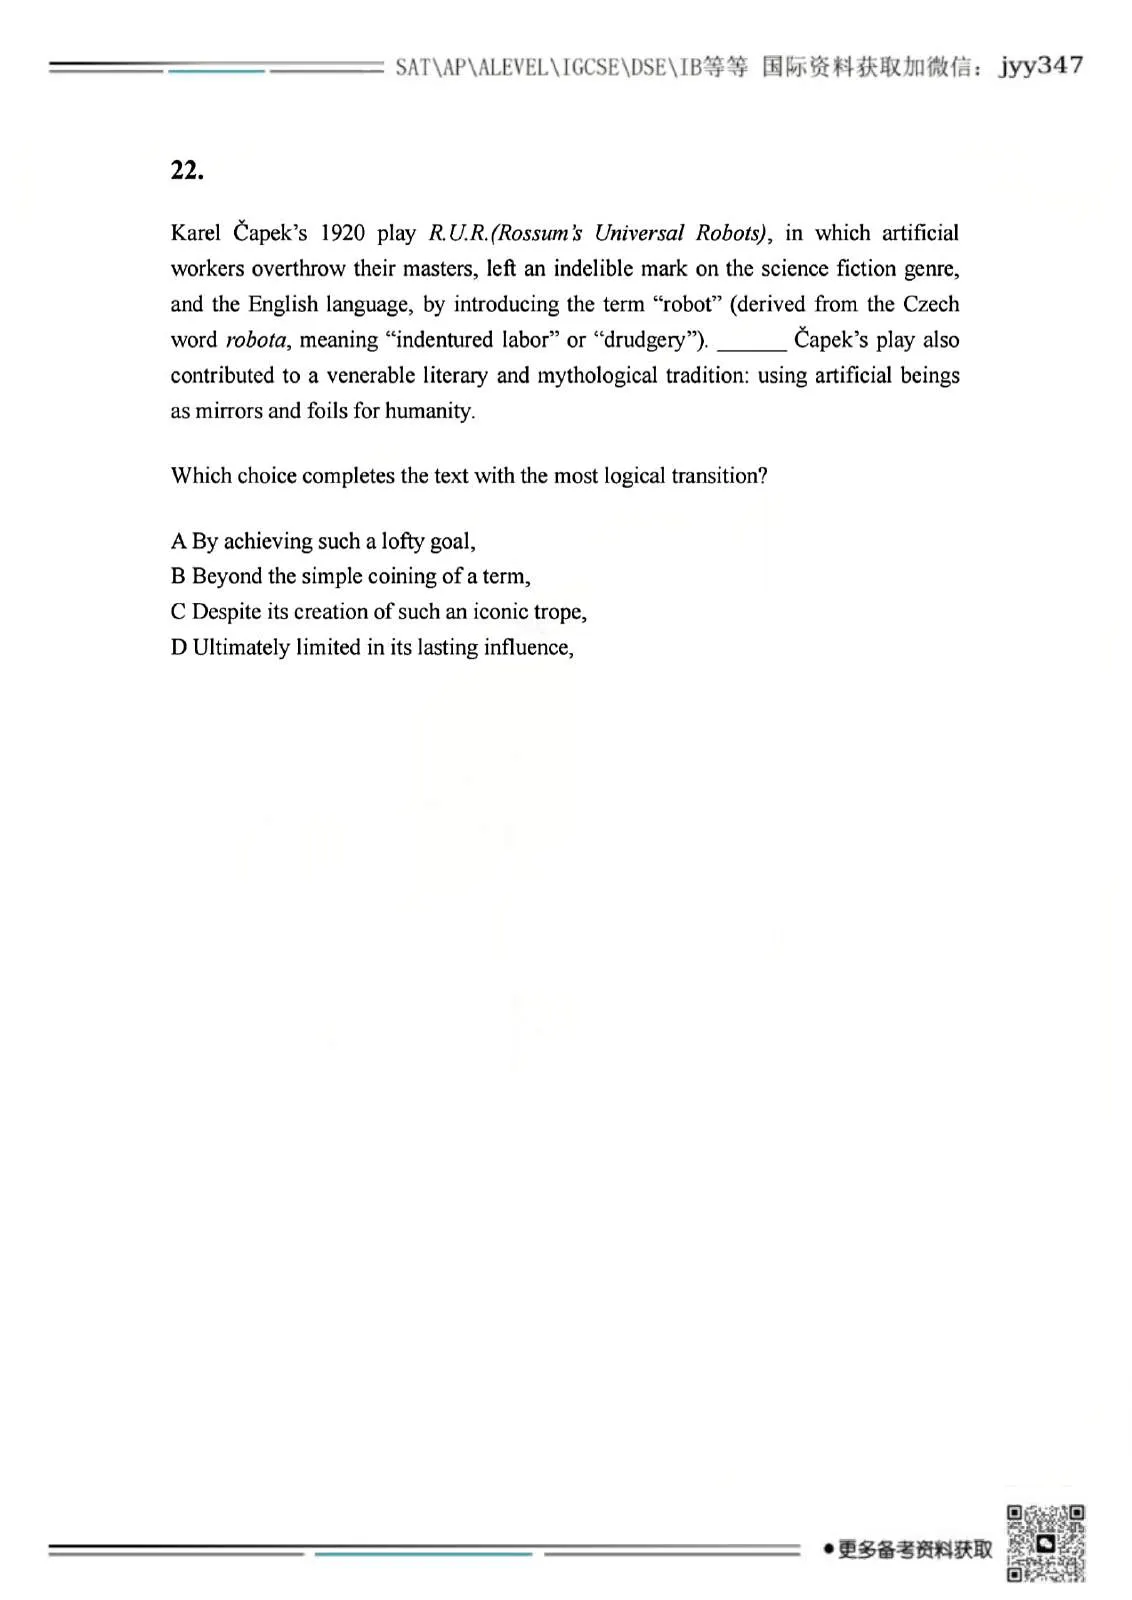 SAT\AP\ALEVEL\IGCSE\DSE\IB等等 国际资料获取加微信：jyy347
22.
Karel Čapek’s 1920 play R.U.R.(Rossum’s Universal Robots), in which artificial
workers overthrow their masters, left an indelible mark on the science fiction genre,
and the English language, by introducing the term “robot” (derived from the Czech
word robota, meaning “indentured labor” or “drudgery”). ______ Čapek’s play also
contributed to a venerable literary and mythological tradition: using artificial beings
as mirrors and foils for humanity.
Which choice completes the text with the most logical transition?
A By achieving such a lofty goal,
B Beyond the simple coining of a term,
C Despite its creation of such an iconic trope,
D Ultimately limited in its lasting influence,
●更多备考资料获取